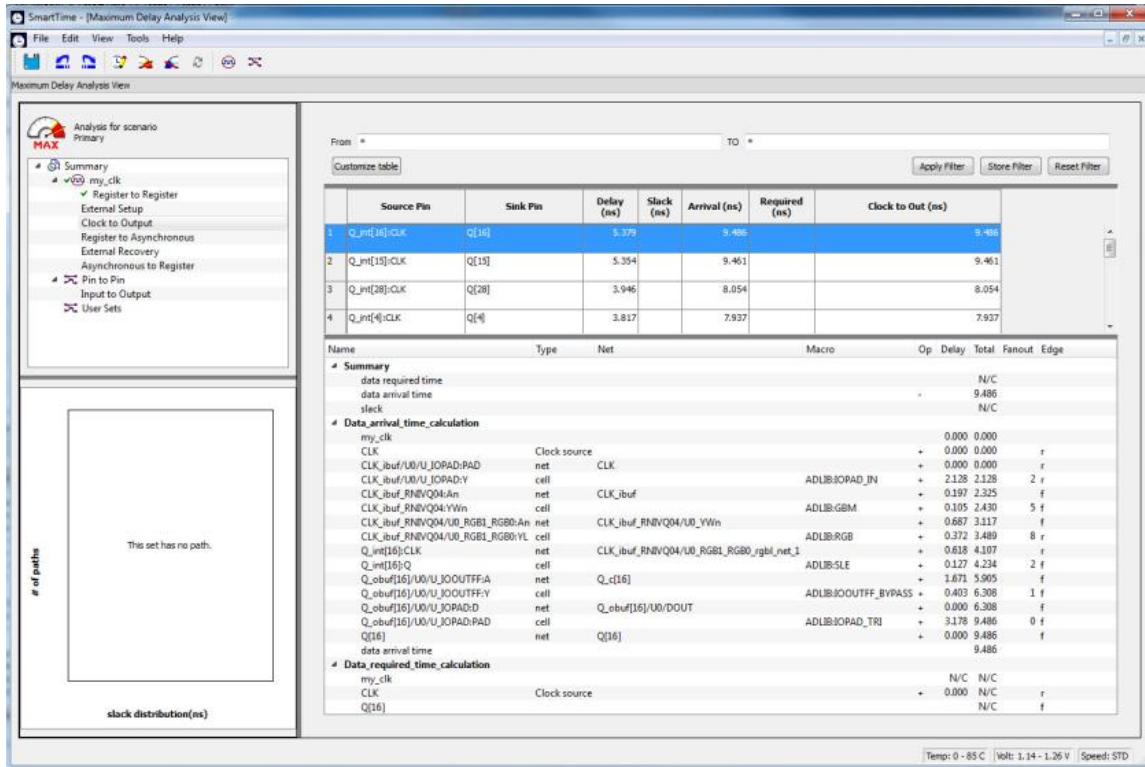 SmartTime - [Maximum Delay Analysis View]
File Edit View Tools Help
Maximum Delay Analysis View
Analysis for scenario
Primary
MAX
Summary
my_clk
Register to Register
External Setup
Clock to Output
Register to Asynchronous
External Recovery
Asynchronous to Register
Pin to Pin
Input to Output
User Sets
# of paths
This set has no path.
slack distribution(ns)
From * TO *
Customize table Apply Filter Store Filter Reset Filter
Source Pin Sink Pin Delay (ns) Slack (ns) Arrival (ns) Required (ns) Clock to Out (ns)
1 Q_int[16]:CLK Q[16] 5.379 9.486 9.486
2 Q_int[15]:CLK Q[15] 5.354 9.461 9.461
3 Q_int[28]:CLK Q[28] 3.946 8.054 8.054
4 Q_int[4]:CLK Q[4] 3.817 7.937 7.937
Name Type Net Macro Op Delay Total Fanout Edge
Summary
data required time N/C
data arrival time - 9.486
slack N/C
Data_arrival_time_calculation
my_clk 0.000 0.000
CLK Clock source + 0.000 0.000 r
CLK_ibuf/U0/U_IOPAD:PAD net CLK + 0.000 0.000 r
CLK_ibuf/U0/U_IOPAD:Y cell ADLIB:IOPAD_IN + 2.128 2.128 2 r
CLK_ibuf_RNIVQ04:An net CLK_ibuf + 0.197 2.325 f
CLK_ibuf_RNIVQ04:YWn cell ADLIB:GBM + 0.105 2.430 5 f
CLK_ibuf_RNIVQ04/U0_RGB1_RGB0:An net CLK_ibuf_RNIVQ04/U0_YWn + 0.687 3.117 f
CLK_ibuf_RNIVQ04/U0_RGB1_RGB0:YL cell ADLIB:RGB + 0.372 3.489 8 r
Q_int[16]:CLK net CLK_ibuf_RNIVQ04/U0_RGB1_RGB0_rgbl_net_1 + 0.618 4.107 r
Q_int[16]:Q cell ADLIB:SLE + 0.127 4.234 2 f
Q_obuf[16]/U0/U_IOOUTFF:A net Q_c[16] + 1.671 5.905 f
Q_obuf[16]/U0/U_IOOUTFF:Y cell ADLIB:IOOUTFF_BYPASS + 0.403 6.308 1 f
Q_obuf[16]/U0/U_IOPAD:D net Q_obuf[16]/U0/DOUT + 0.000 6.308 f
Q_obuf[16]/U0/U_IOPAD:PAD cell ADLIB:IOPAD_TRI + 3.178 9.486 0 f
Q[16] net Q[16] + 0.000 9.486 f
data arrival time 9.486
Data_required_time_calculation
my_clk N/C N/C
CLK Clock source + 0.000 N/C r
Q[16] N/C f
Temp: 0 - 85 C Volt: 1.14 - 1.26 V Speed: STD